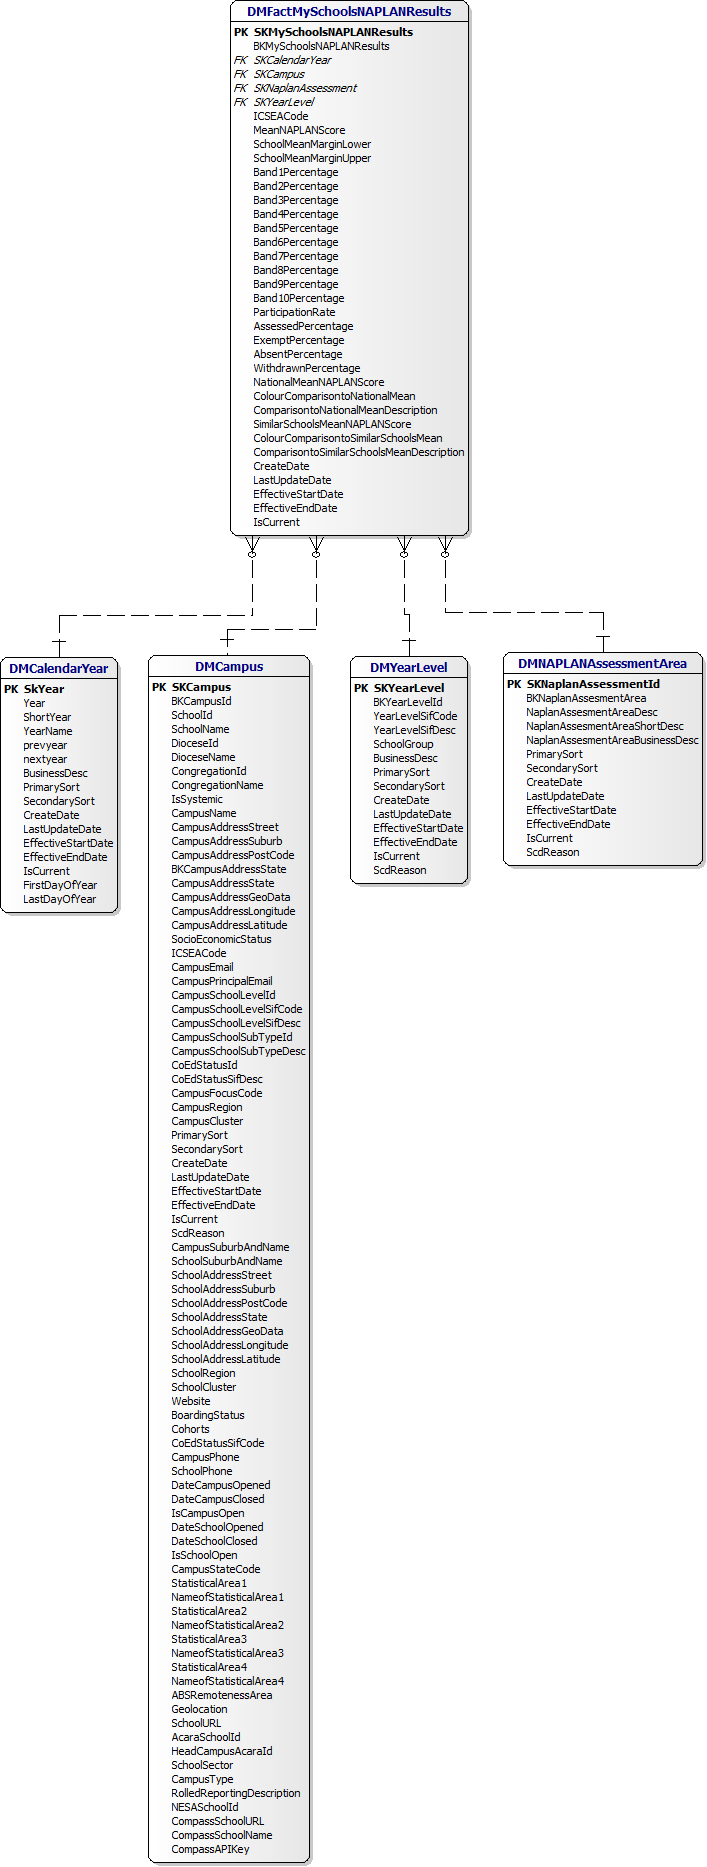 DMFactMySchoolsNAPLANResults
PK SKMySchoolsNAPLANResults
BKMySchoolsNAPLANResults
FK SKCalendarYear
FK SKCampus
FK SKNaplanAssessment
FK SKYearLevel
ICSEACode
MeanNAPLANScore
SchoolMeanMarginLower
SchoolMeanMarginUpper
Band1Percentage
Band2Percentage
Band3Percentage
Band4Percentage
Band5Percentage
Band6Percentage
Band7Percentage
Band8Percentage
Band9Percentage
Band10Percentage
ParticipationRate
AssessedPercentage
ExemptPercentage
AbsentPercentage
WithdrawnPercentage
NationalMeanNAPLANScore
ColourComparisontoNationalMean
ComparisontoNationalMeanDescription
SimilarSchoolsMeanNAPLANScore
ColourComparisontoSimilarSchoolsMean
ComparisontoSimilarSchoolsMeanDescription
CreateDate
LastUpdateDate
EffectiveStartDate
EffectiveEndDate
IsCurrent
DMCalendarYear
PK SkYear
Year
ShortYear
YearName
prevyear
nextyear
BusinessDesc
PrimarySort
SecondarySort
CreateDate
LastUpdateDate
EffectiveStartDate
EffectiveEndDate
IsCurrent
FirstDayOfYear
LastDayOfYear
DMCampus
PK SKCampus
BKCampusId
SchoolId
SchoolName
DioceseId
DioceseName
CongregationId
CongregationName
IsSystemic
CampusName
CampusAddressStreet
CampusAddressSuburb
CampusAddressPostCode
BKCampusAddressState
CampusAddressState
CampusAddressGeoData
CampusAddressLongitude
CampusAddressLatitude
SocioEconomicStatus
ICSEACode
CampusEmail
CampusPrincipalEmail
CampusSchoolLevelId
CampusSchoolLevelSifCode
CampusSchoolLevelSifDesc
CampusSchoolSubTypeId
CampusSchoolSubTypeDesc
CoEdStatusId
CoEdStatusSifDesc
CampusFocusCode
CampusRegion
CampusCluster
PrimarySort
SecondarySort
CreateDate
LastUpdateDate
EffectiveStartDate
EffectiveEndDate
IsCurrent
ScdReason
CampusSuburbAndName
SchoolSuburbAndName
SchoolAddressStreet
SchoolAddressSuburb
SchoolAddressPostCode
SchoolAddressState
SchoolAddressGeoData
SchoolAddressLongitude
SchoolAddressLatitude
SchoolRegion
SchoolCluster
Website
BoardingStatus
Cohorts
CoEdStatusSifCode
CampusPhone
SchoolPhone
DateCampusOpened
DateCampusClosed
IsCampusOpen
DateSchoolOpened
DateSchoolClosed
IsSchoolOpen
CampusStateCode
StatisticalArea1
NameofStatisticalArea1
StatisticalArea2
NameofStatisticalArea2
StatisticalArea3
NameofStatisticalArea3
StatisticalArea4
NameofStatisticalArea4
ABSRemotenessArea
Geolocation
SchoolURL
AcaraSchoolId
HeadCampusAcaraId
SchoolSector
CampusType
RolledReportingDescription
NESASchoolId
CompassSchoolURL
CompassSchoolName
CompassAPIKey
DMYearLevel
PK SKYearLevel
BKYearLevelId
YearLevelSifCode
YearLevelSifDesc
SchoolGroup
BusinessDesc
PrimarySort
SecondarySort
CreateDate
LastUpdateDate
EffectiveStartDate
EffectiveEndDate
IsCurrent
ScdReason
DMNAPLANAssessmentArea
PK SKNaplanAssessmentId
BKNaplanAssesmentArea
NaplanAssesmentAreaDesc
NaplanAssesmentAreaShortDesc
NaplanAssesmentAreaBusinessDesc
PrimarySort
SecondarySort
CreateDate
LastUpdateDate
EffectiveStartDate
EffectiveEndDate
IsCurrent
ScdReason